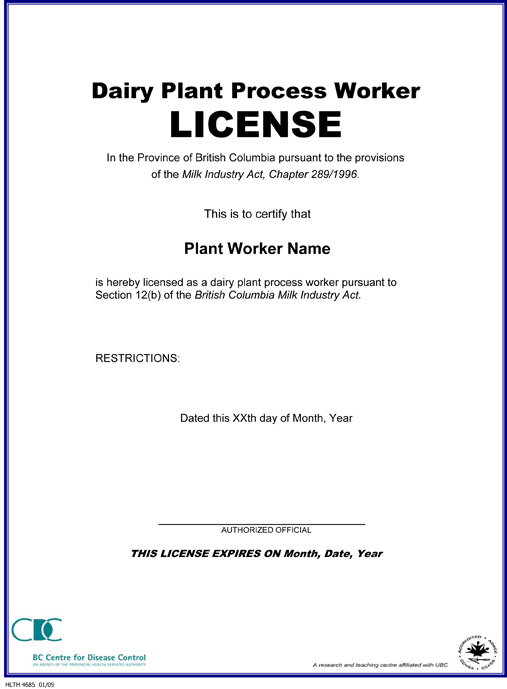 Dairy Plant Process Worker
LICENSE
In the Province of British Columbia pursuant to the provisions
of the Milk Industry Act, Chapter 289/1996.
This is to certify that
Plant Worker Name
is hereby licensed as a dairy plant process worker pursuant to
Section 12(b) of the British Columbia Milk Industry Act.
RESTRICTIONS:
Dated this XXth day of Month, Year
AUTHORIZED OFFICIAL
THIS LICENSE EXPIRES ON Month, Date, Year
CDC
BC Centre for Disease Control
AN AGENCY OF THE PROVINCIAL HEALTH SERVICES AUTHORITY
A research and teaching centre affiliated with UBC
ACCREDITED • AGRÉÉ
CCHSA • CCASS
HLTH 4685 01/09